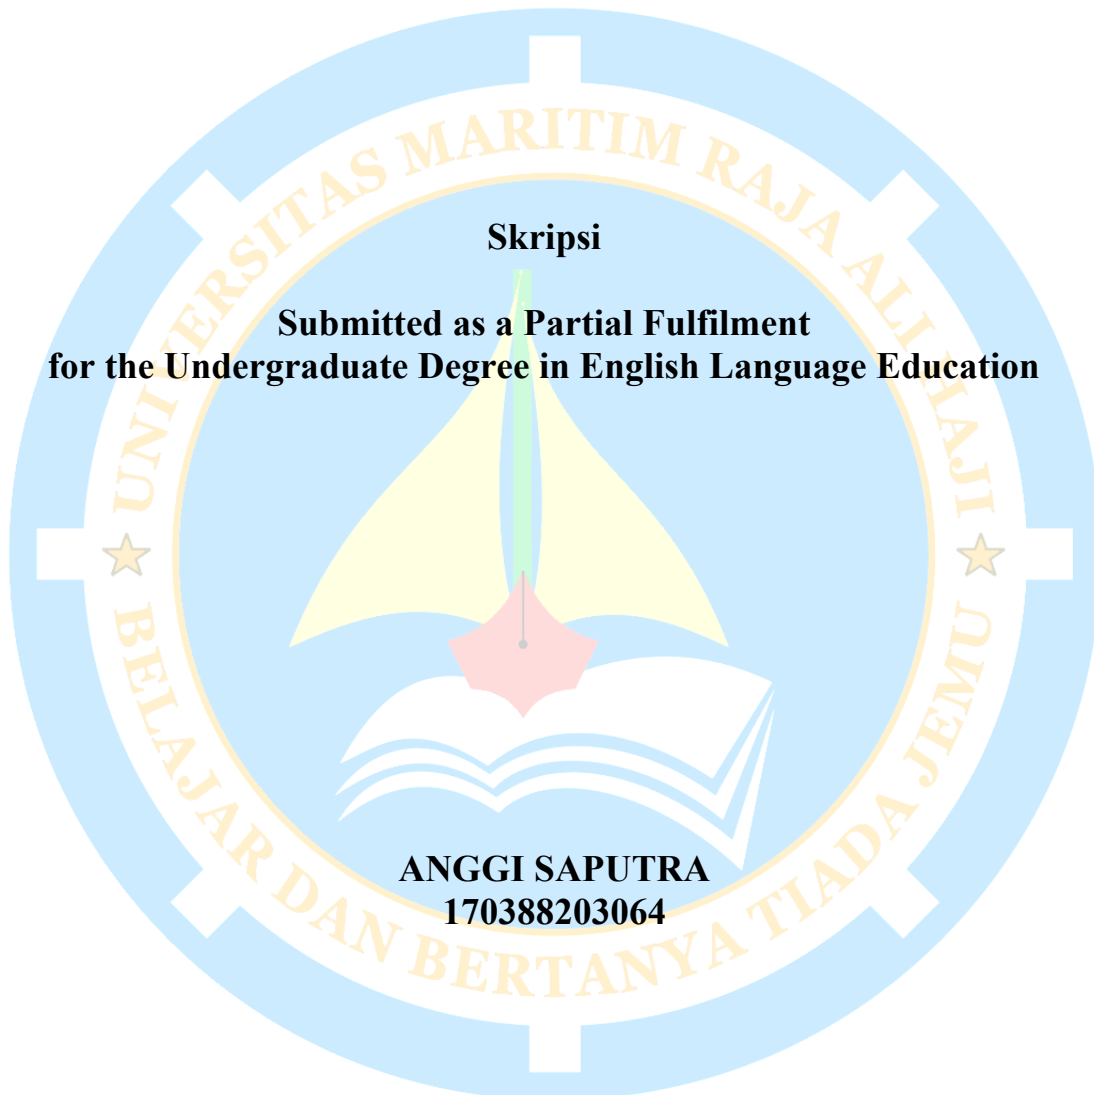 UNIVERSITAS MARITIM RAJA ALI HAJI
Skripsi
Submitted as a Partial Fulfilment
for the Undergraduate Degree in English Language Education
ANGGI SAPUTRA
170388203064
BELAJAR DAN BERTANYA TIADA JEMU